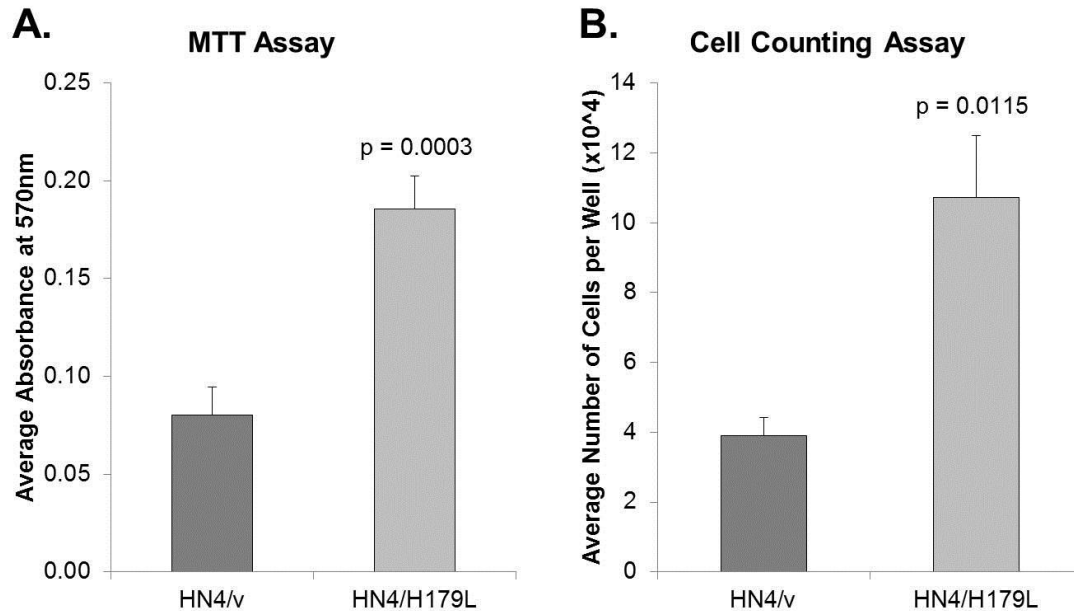 A.
MTT Assay
Average Absorbance at 570nm
0.25
0.20
0.15
0.10
0.05
0.00
p = 0.0003
HN4/v
HN4/H179L
B.
Cell Counting Assay
Average Number of Cells per Well (x10^4)
14
12
10
8
6
4
2
0
p = 0.0115
HN4/v
HN4/H179L